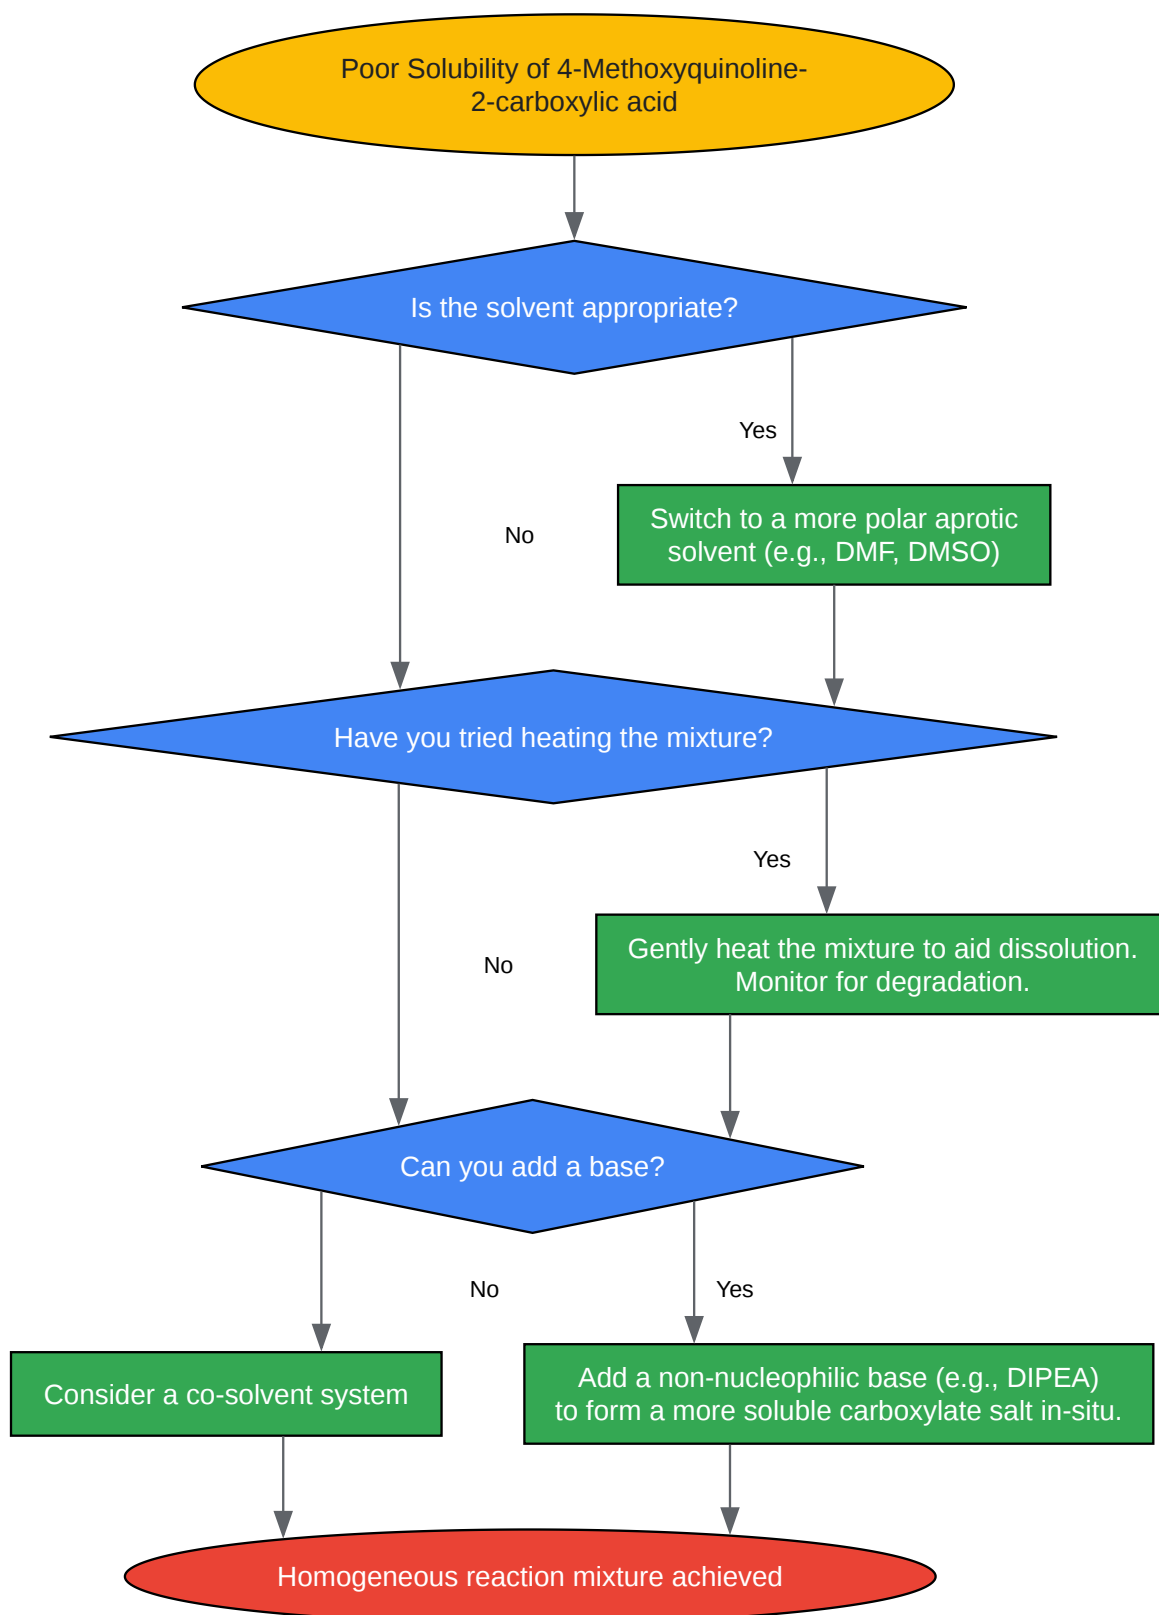 Poor Solubility of 4-Methoxyquinoline-
2-carboxylic acid
Is the solvent appropriate?
Yes
Switch to a more polar aprotic
solvent (e.g., DMF, DMSO)
No
Have you tried heating the mixture?
Yes
Gently heat the mixture to aid dissolution.
Monitor for degradation.
No
Can you add a base?
No
Yes
Consider a co-solvent system
Add a non-nucleophilic base (e.g., DIPEA)
to form a more soluble carboxylate salt in-situ.
Homogeneous reaction mixture achieved